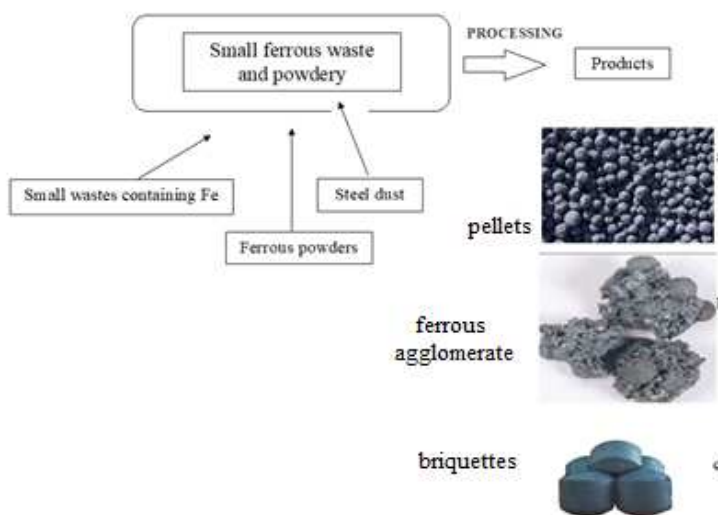 Small ferrous waste
and powdery
PROCESSING
Products
Small wastes containing Fe
Steel dust
Ferrous powders
pellets
ferrous
agglomerate
briquettes